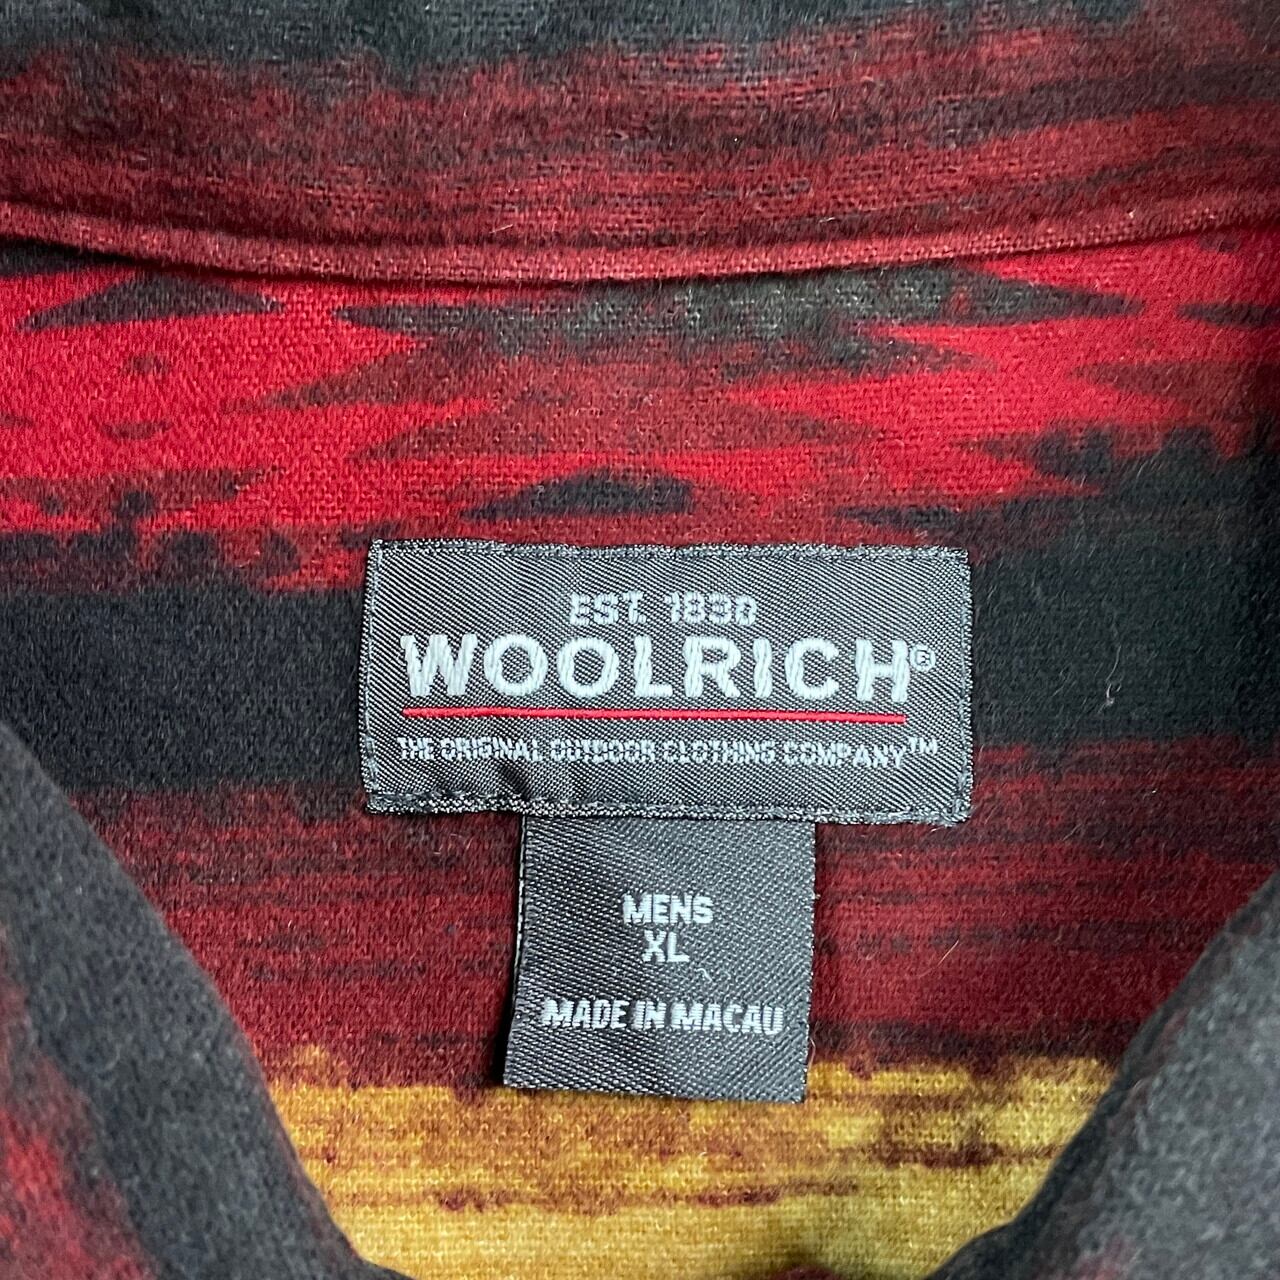 EST. 1830
WOOLRICH®
THE ORIGINAL OUTDOOR CLOTHING COMPANY™
MENS
XL
MADE IN MACAU